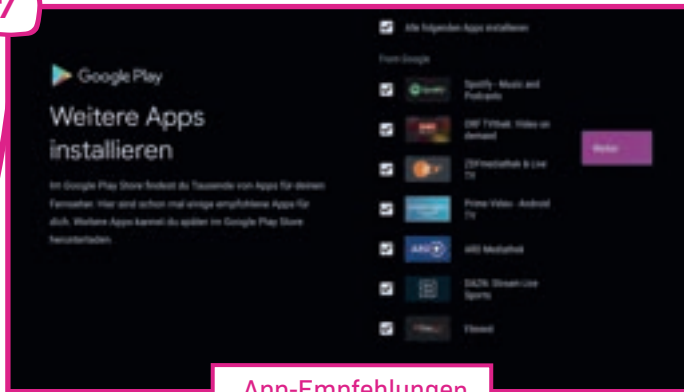 Alle folgenden Apps installieren
From Google
Google Play
Weitere Apps
installieren
Im Google Play Store findest du Tausende von Apps für deinen
Fernseher. Hier sind schon mal einige empfohlene Apps für
dich. Weitere Apps kannst du später im Google Play Store
herunterladen.
Spotify - Music and
Podcasts
ORF TVthek: Video on
demand
ZDFmediathek & Live
TV
Prime Video - Android
TV
ARD Mediathek
DAZN: Stream Live
Sports
Weiter
App-Empfehlungen